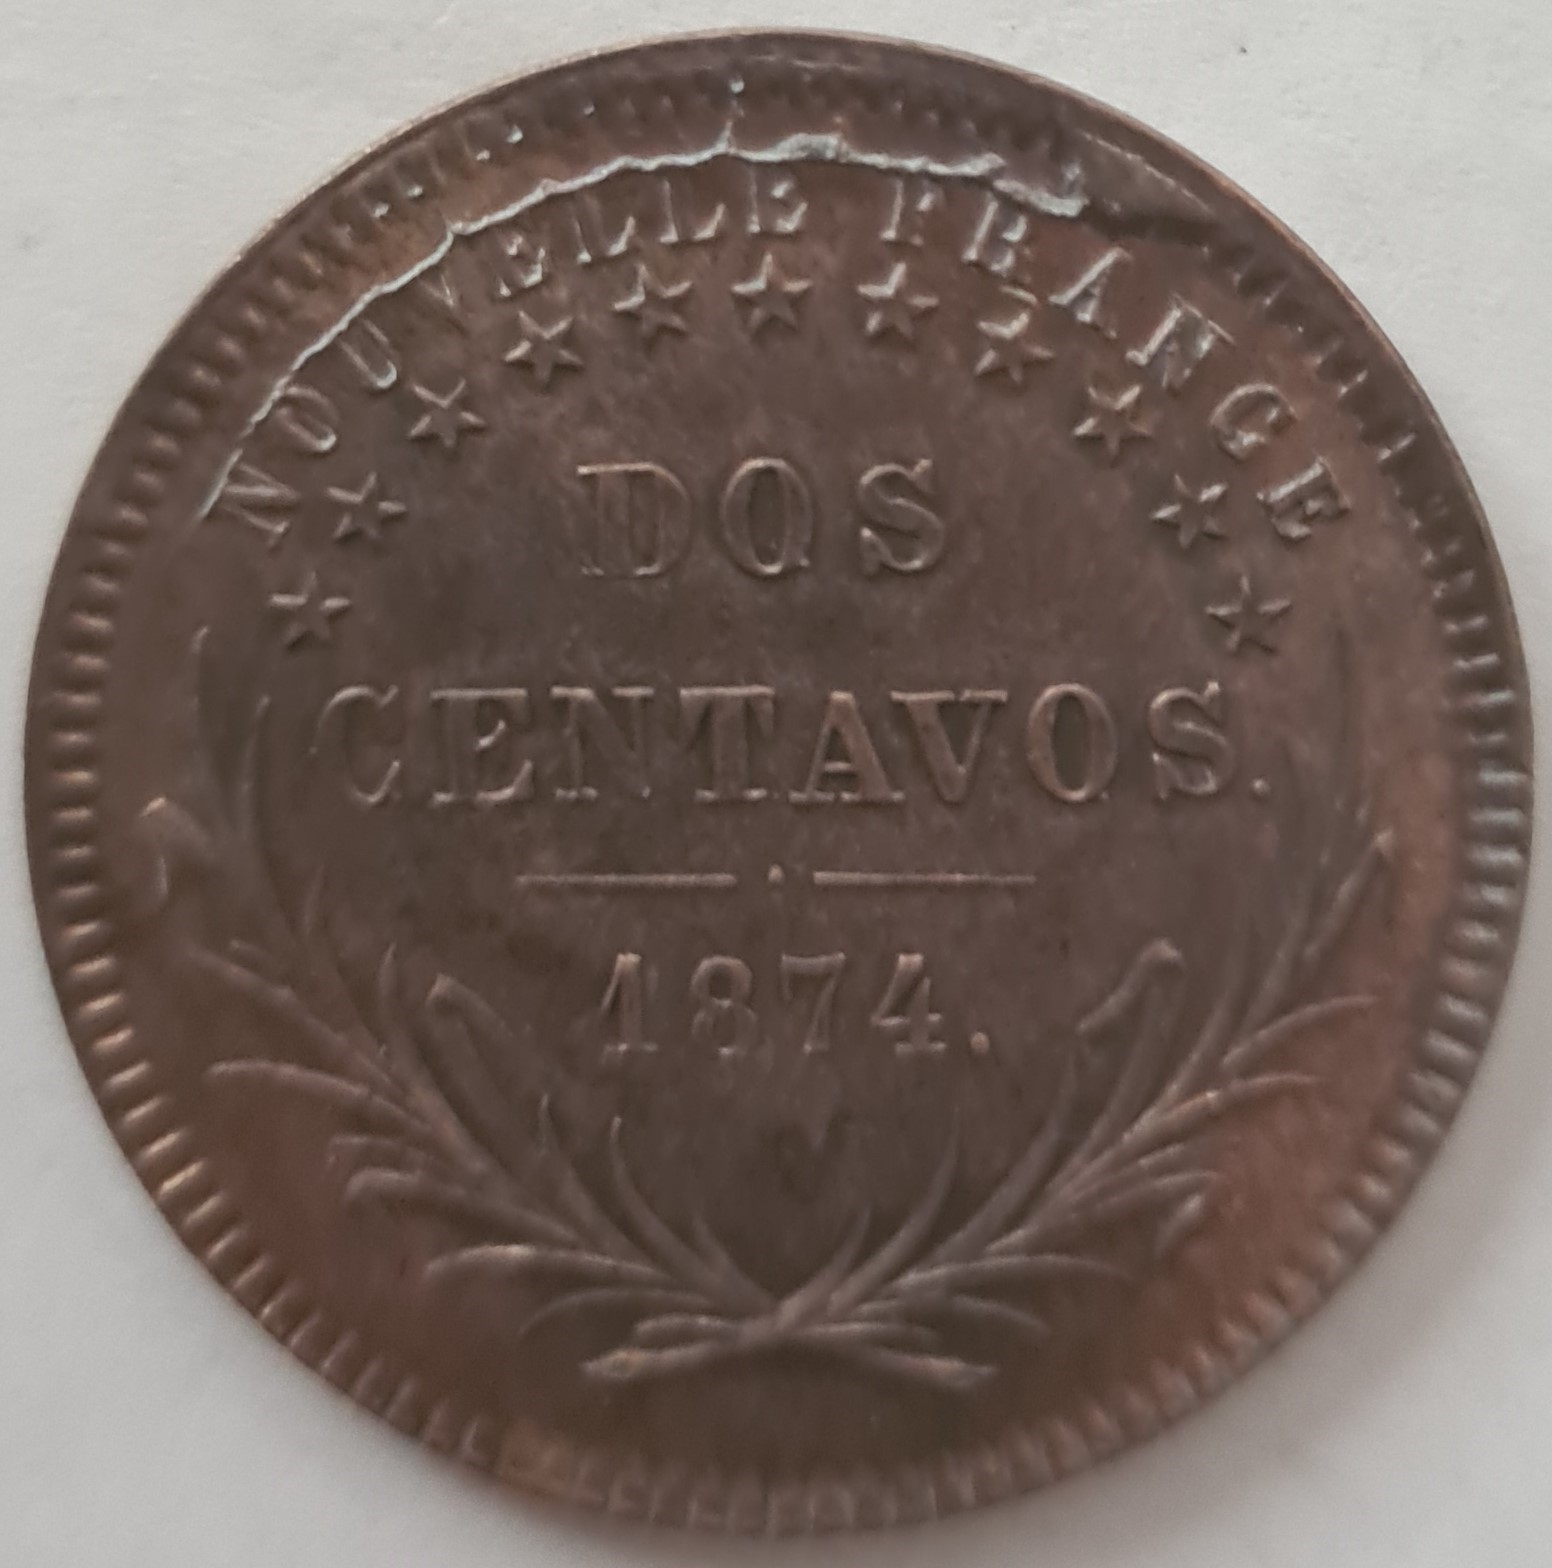 NOUVELLE FRANCE
DOS
CENTAVOS.
1874.